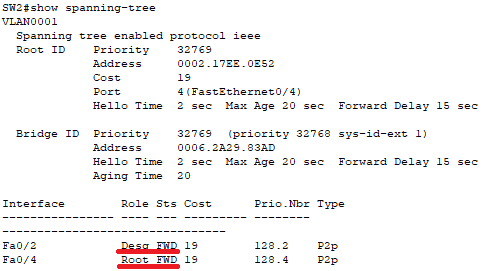 SW2#show spanning-tree
VLAN0001
Spanning tree enabled protocol ieee
Root ID Priority 32769
Address 0002.17EE.0E52
Cost 19
Port 4(FastEthernet0/4)
Hello Time 2 sec Max Age 20 sec Forward Delay 15 sec
Bridge ID Priority 32769 (priority 32768 sys-id-ext 1)
Address 0006.2A29.83AD
Hello Time 2 sec Max Age 20 sec Forward Delay 15 sec
Aging Time 20
Interface Role Sts Cost Prio.Nbr Type
---------------- ---- --- --------- -------- --------------------------------
Fa0/2 Desg FWD 19 128.2 P2p
Fa0/4 Root FWD 19 128.4 P2p